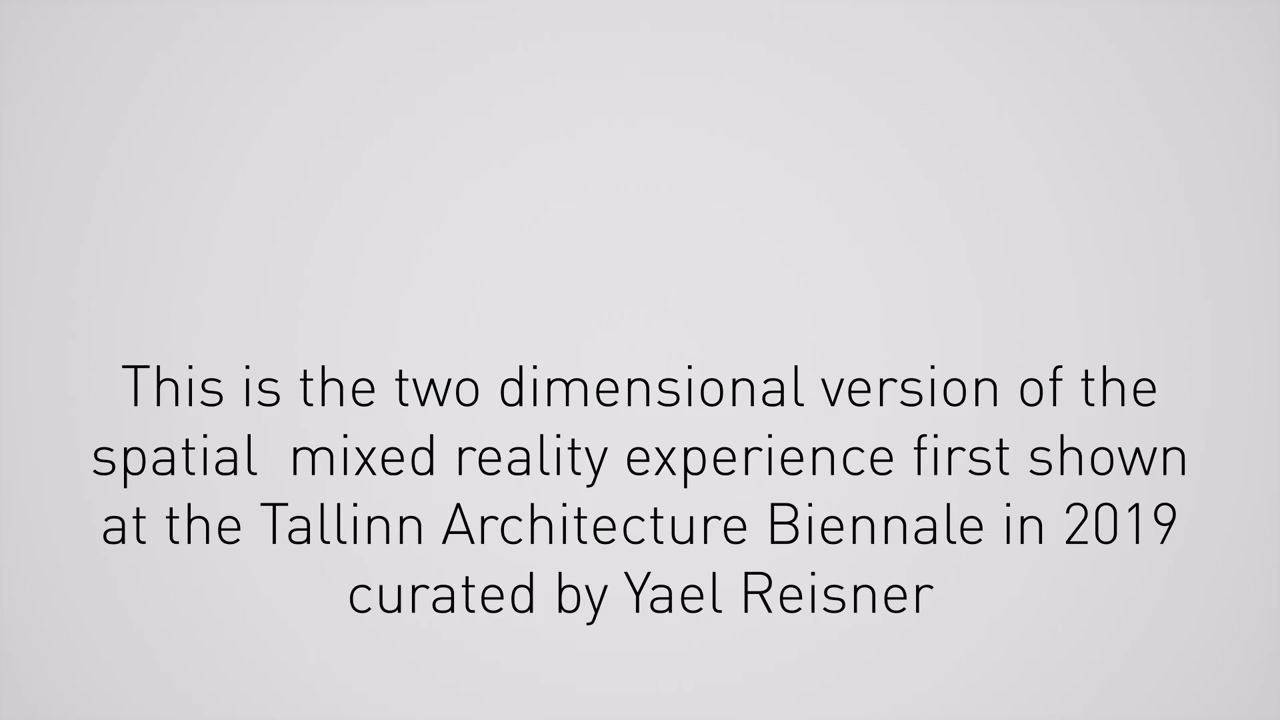 This is the two dimensional version of the
spatial  mixed reality experience first shown
at the Tallinn Architecture Biennale in 2019
curated by Yael Reisner